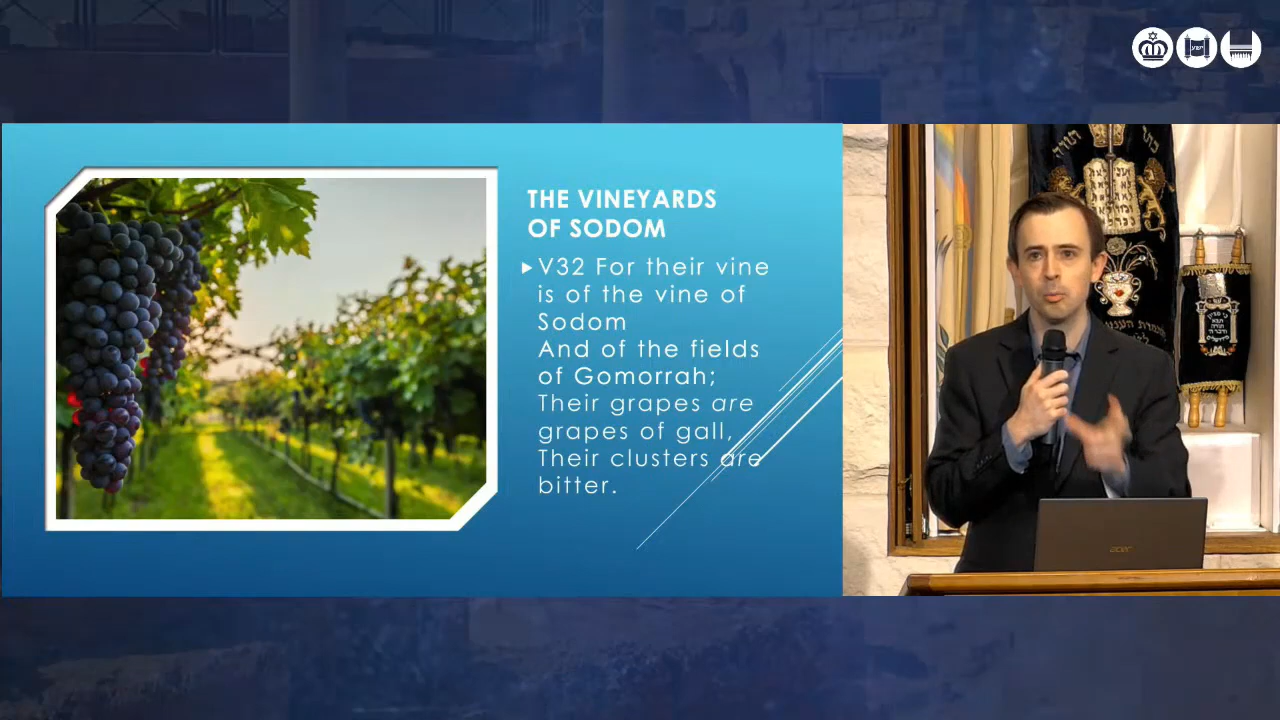 THE VINEYARDS
OF SODOM
V32 For their vine
is of the vine of
Sodom
And of the fields
of Gomorrah;
Their grapes are
grapes of gall,
Their clusters are
bitter.
acer